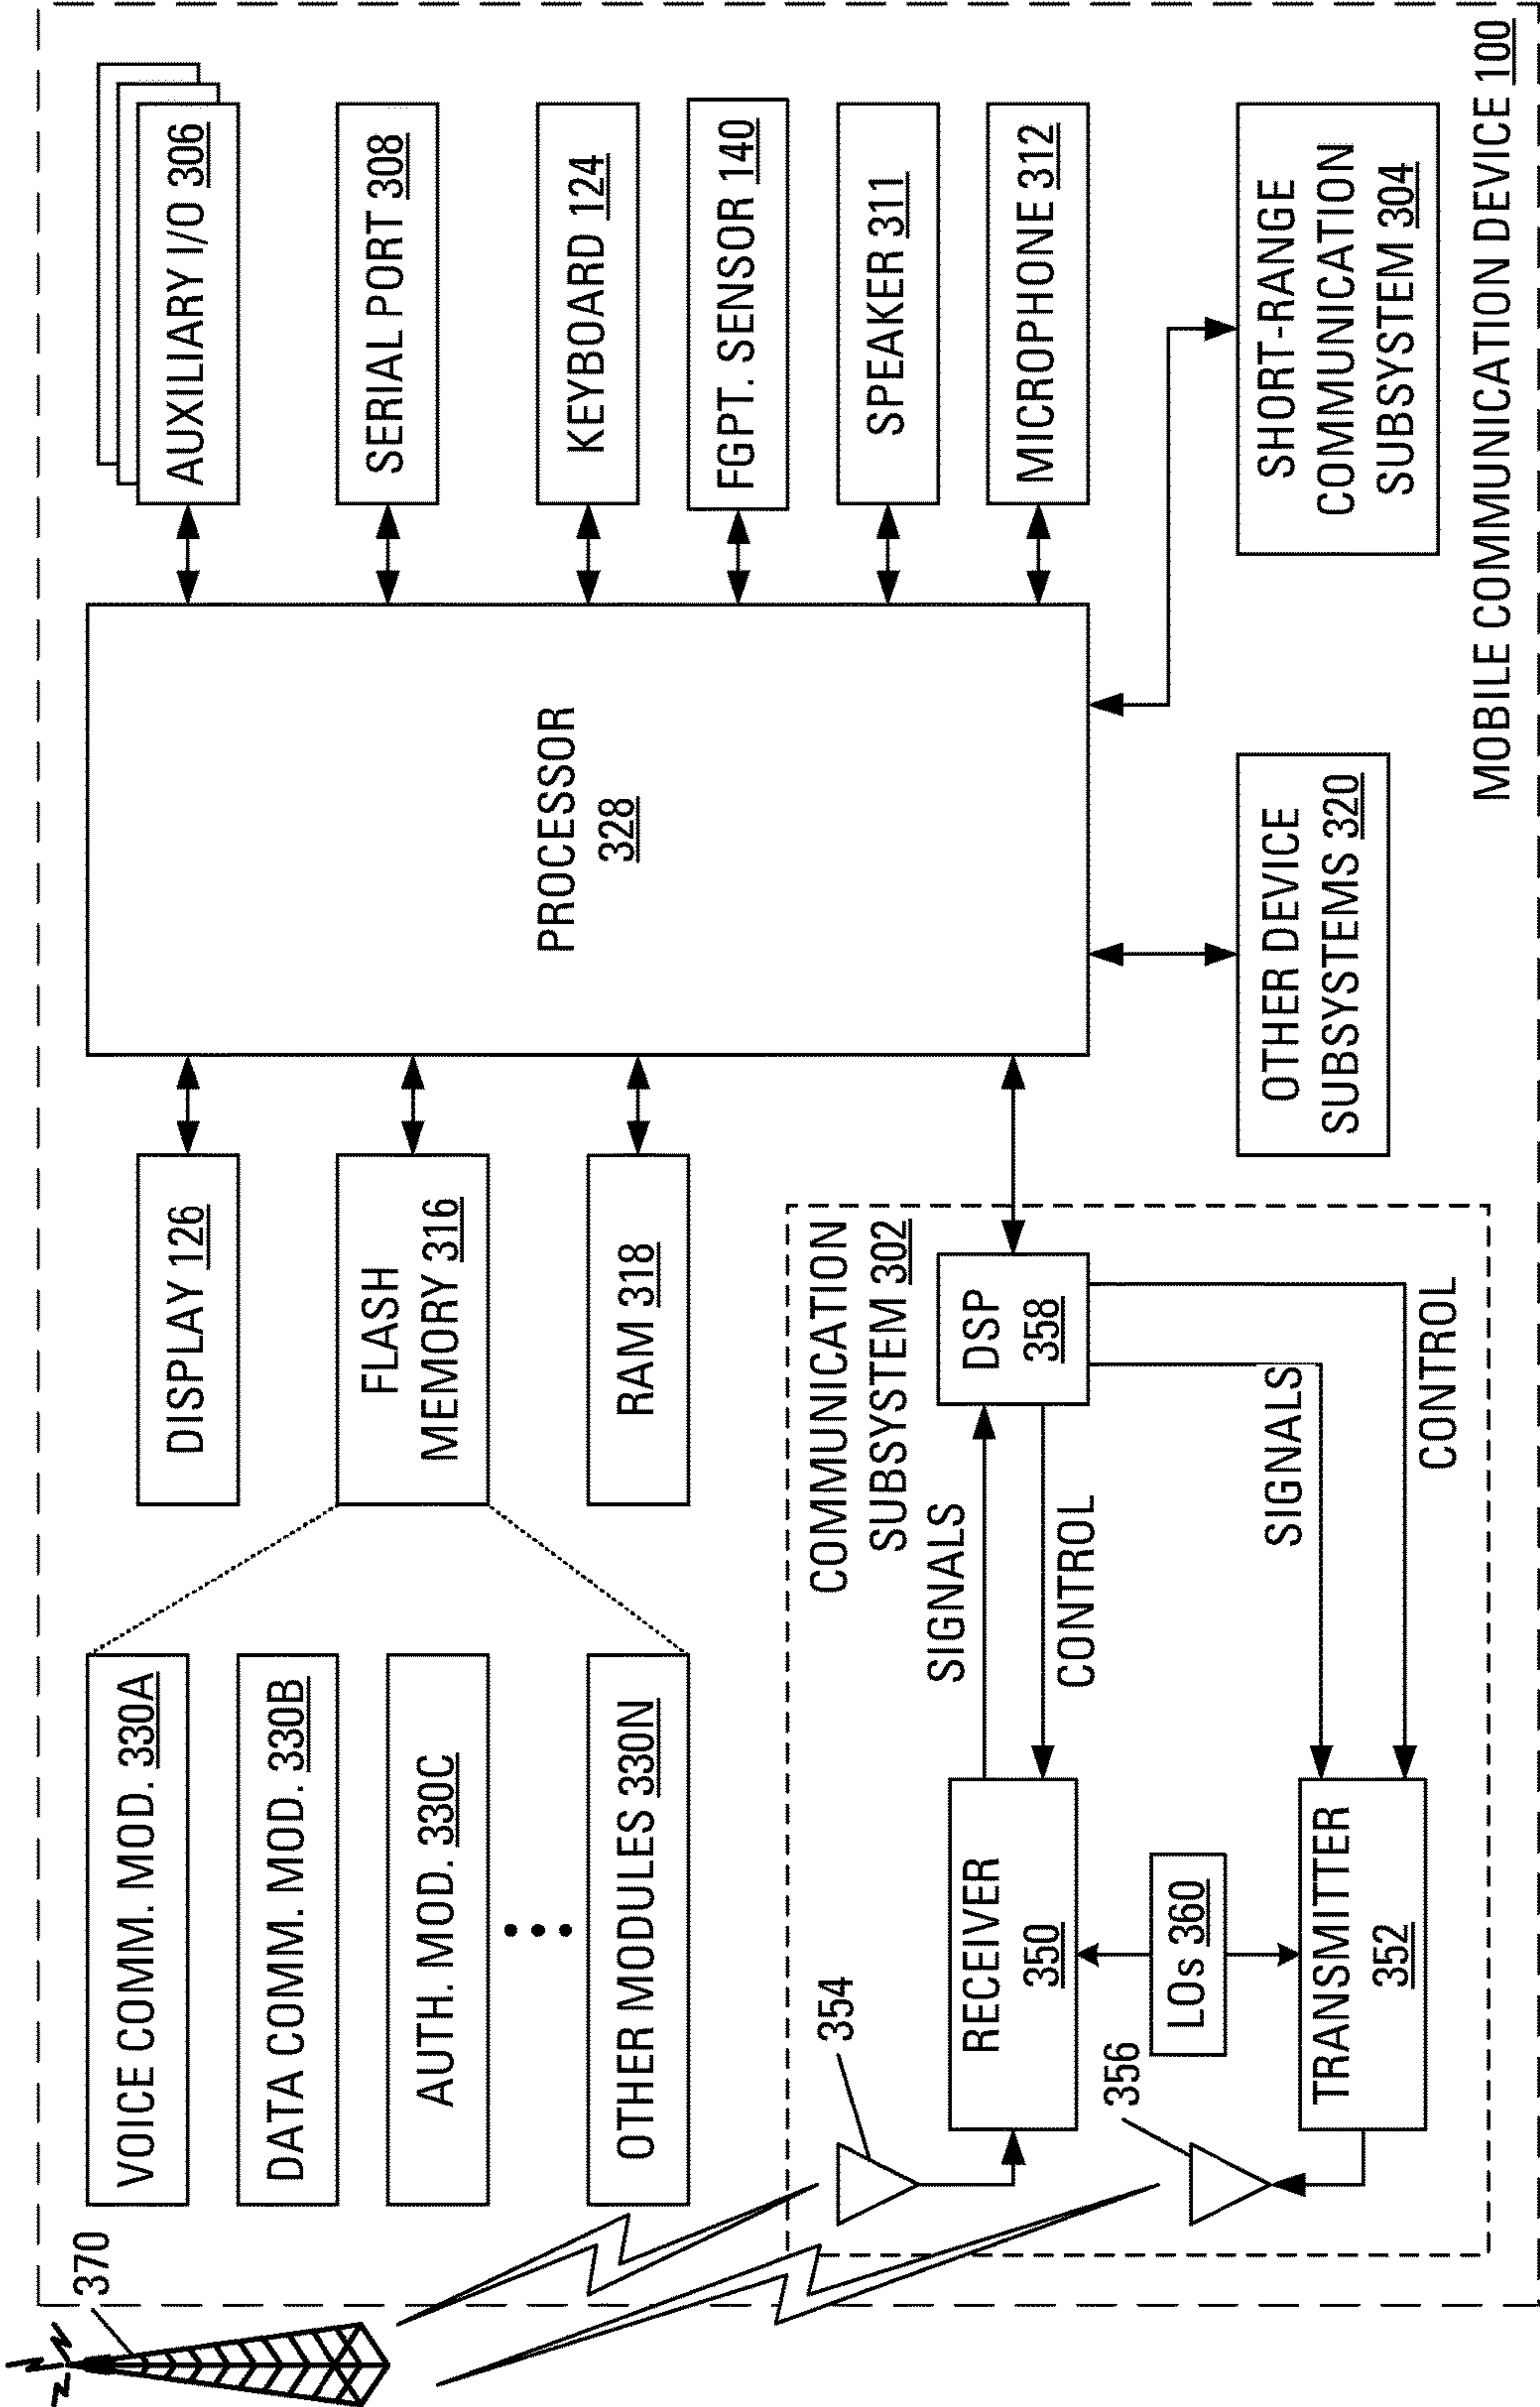 370
VOICE COMM. MOD. 330A
DATA COMM. MOD. 330B
AUTH. MOD. 330C
OTHER MODULES 330N
DISPLAY 126
FLASH
MEMORY 316
RAM 318
PROCESSOR
328
AUXILIARY I/O 306
SERIAL PORT 308
KEYBOARD 124
FGPT. SENSOR 140
SPEAKER 311
MICROPHONE 312
COMMUNICATION
SUBSYSTEM 302
354
RECEIVER
350
SIGNALS
CONTROL
DSP
358
356
LOs 360
TRANSMITTER
352
SIGNALS
CONTROL
OTHER DEVICE
SUBSYSTEMS 320
SHORT-RANGE
COMMUNICATION
SUBSYSTEM 304
MOBILE COMMUNICATION DEVICE 100